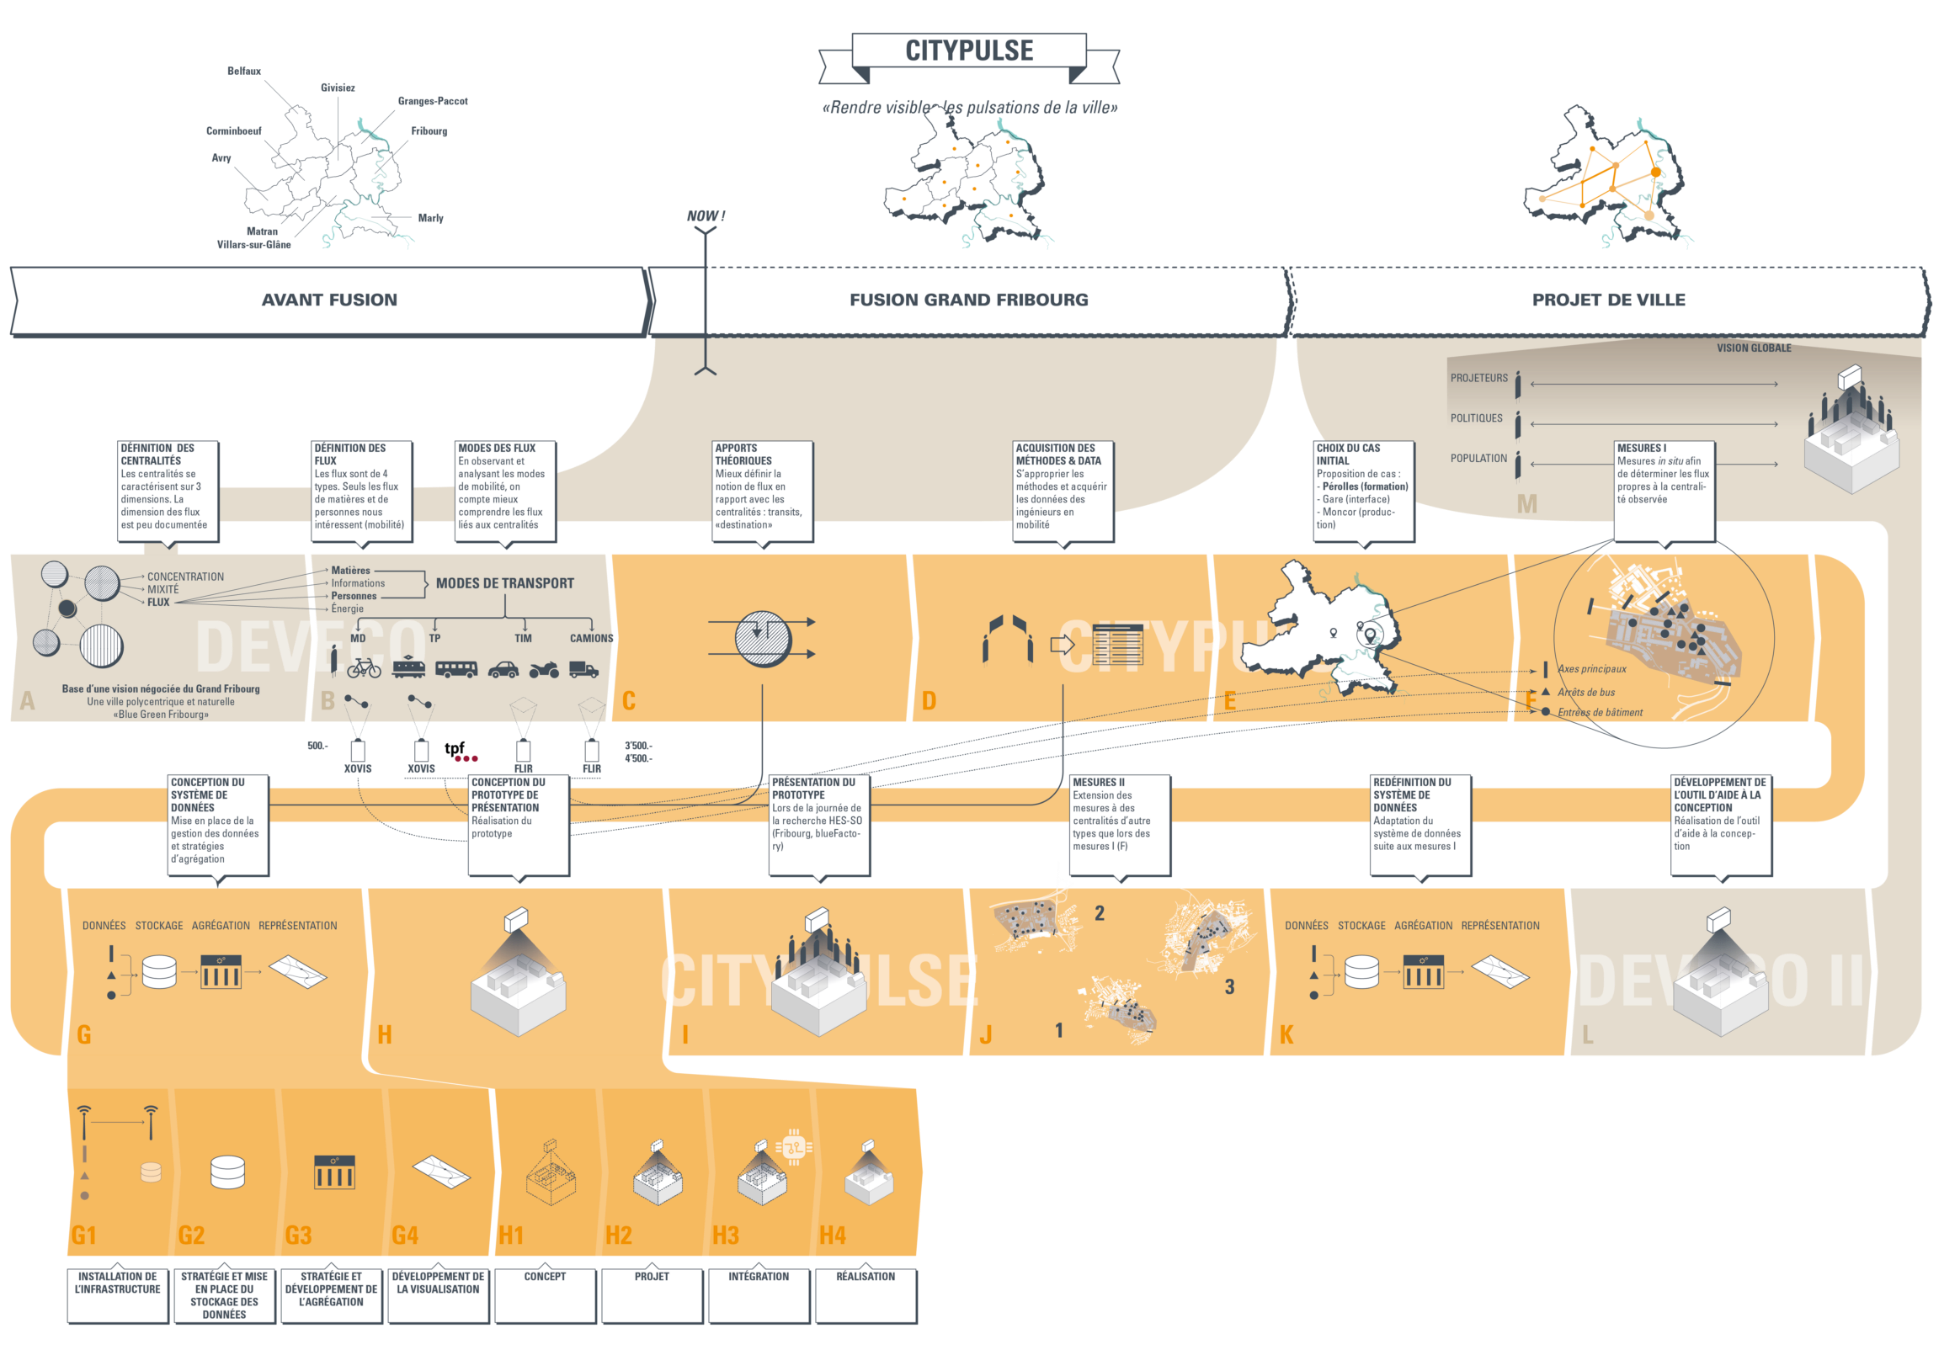 CITYPULSE
«Rendre visibles les pulsations de la ville»
Belfaux
Givisiez
Granges-Paccot
Corminboeuf
Fribourg
Avry
Marly
Matran
Villars-sur-Glâne
NOW !
AVANT FUSION
FUSION GRAND FRIBOURG
PROJET DE VILLE
VISION GLOBALE
PROJETEURS
POLITIQUES
POPULATION
M
DÉFINITION DES
CENTRALITÉS
Les centralités se
caractérisent sur 3
dimensions. La
dimension des flux
est peu documentée
DÉFINITION DES
FLUX
Les flux sont de 4
types. Seuls les flux
de matières et de
personnes nous
intéressent (mobilité)
MODES DES FLUX
En observant et
analysant les modes
de mobilité, on
compte mieux
comprendre les flux
liés aux centralités
APPORTS
THÉORIQUES
Mieux définir la
notion de flux en
rapport avec les
centralités : transits,
«destination»
ACQUISITION DES
MÉTHODES & DATA
S'approprier les
méthodes et acquérir
les données des
ingénieurs en
mobilité
CHOIX DU CAS
INITIAL
Proposition de cas :
- Pérolles (formation)
- Gare (interface)
- Moncor (produc-
tion)
MESURES I
Mesures in situ afin
de déterminer les flux
propres à la centrali-
té observée
CONCENTRATION
MIXITÉ
FLUX
Matières
Informations
Personnes
Énergie
MODES DE TRANSPORT
MD
TP
TIM
CAMIONS
DEVECO
Base d'une vision négociée du Grand Fribourg
Une ville polycentrique et naturelle
«Blue Green Fribourg»
A
B
C
D
CITYPUL
E
F
Axes principaux
Arrêts de bus
Entrées de bâtiment
500.-
XOVIS
XOVIS
tpf
FLIR
FLIR
3'500.-
4'500.-
CONCEPTION DU
SYSTÈME DE
DONNÉES
Mise en place de la
gestion des données
et stratégies
d'agrégation
CONCEPTION DU
PROTOTYPE DE
PRÉSENTATION
Réalisation du
prototype
PRÉSENTATION DU
PROTOTYPE
Lors de la journée de
la recherche HES-SO
(Fribourg, blueFacto-
ry)
MESURES II
Extension des
mesures à des
centralités d'autre
types que lors des
mesures I (F)
REDÉFINITION DU
SYSTÈME DE
DONNÉES
Adaptation du
système de données
suite aux mesures I
DÉVELOPPEMENT DE
L'OUTIL D'AIDE À LA
CONCEPTION
Réalisation de l'outil
d'aide à la concep-
tion
DONNÉES STOCKAGE AGRÉGATION REPRÉSENTATION
G
H
CITYPULSE
I
1
2
3
J
DONNÉES STOCKAGE AGRÉGATION REPRÉSENTATION
K
DEVECO II
L
G1
G2
G3
G4
H1
H2
H3
H4
INSTALLATION DE
L'INFRASTRUCTURE
STRATÉGIE ET MISE
EN PLACE DU
STOCKAGE DES
DONNÉES
STRATÉGIE ET
DÉVELOPPEMENT DE
L'AGRÉGATION
DÉVELOPPEMENT DE
LA VISUALISATION
CONCEPT
PROJET
INTÉGRATION
RÉALISATION